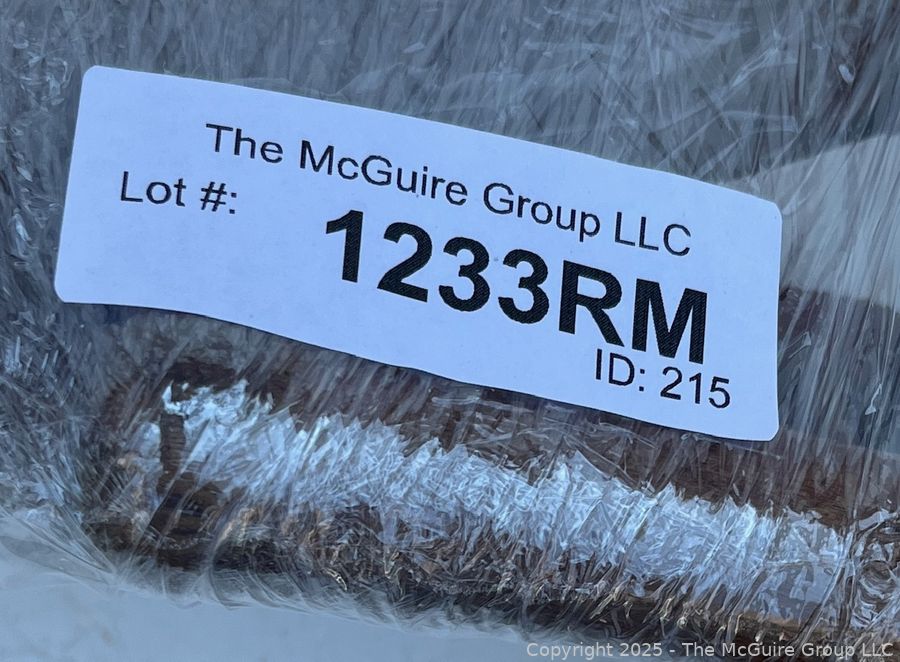 The McGuire Group LLC
Lot #:
1233RM
ID: 215
Copyright 2025 - The McGuire Group LLC